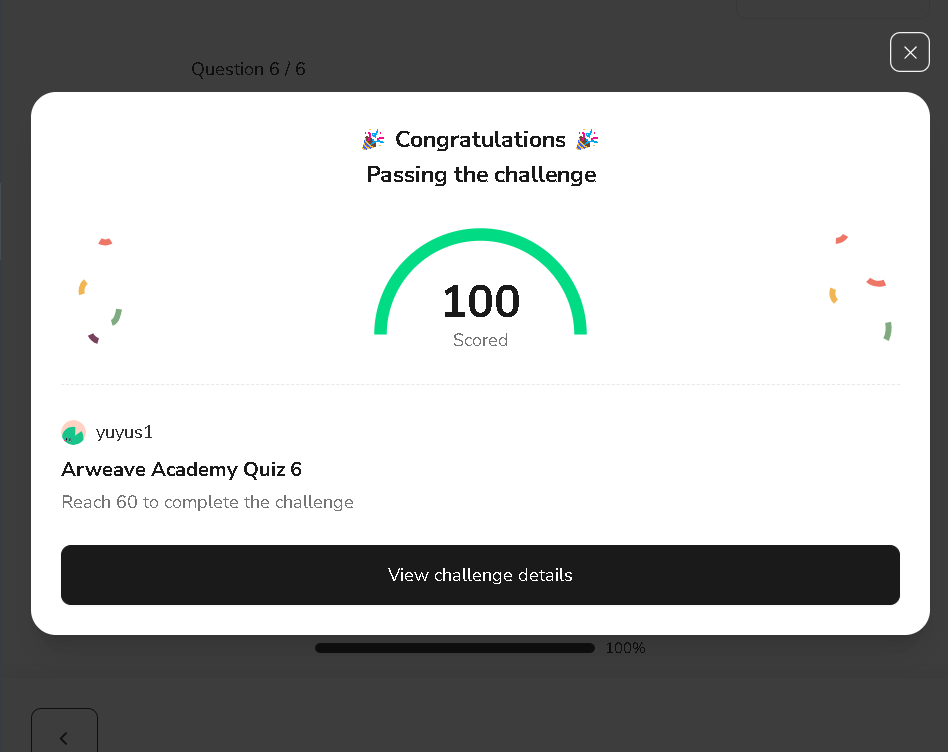 Question 6 / 6
🎉 Congratulations 🎉
Passing the challenge
100
Scored
yuyus1
Arweave Academy Quiz 6
Reach 60 to complete the challenge
View challenge details
100%